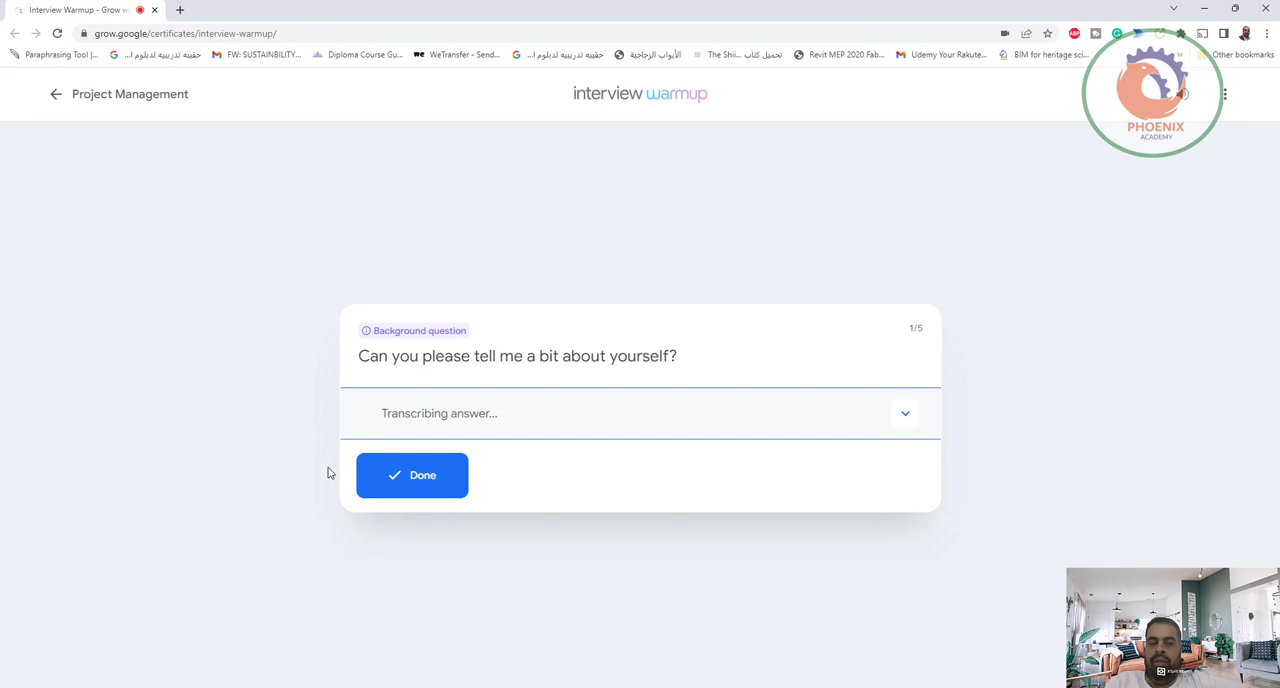 Interview Warmup - Grow w
grow.google/certificates/interview-warmup/
Paraphrasing Tool |...
حقيبه تدريبيه لدبلوم ا...
FW: SUSTAINABILITY...
Diploma Course Gu...
WeTransfer - Send...
حقيبه تدريبيه لدبلوم ا...
الأبواب الزجاجية
تحميل كتاب The Shii...
Revit MEP 2020 Fab...
Udemy Your Rakute...
BIM for heritage sci...
»
Other bookmarks
Project Management
interview warmup
PHOENIX
ACADEMY
Background question
1/5
Can you please tell me a bit about yourself?
Transcribing answer...
Done